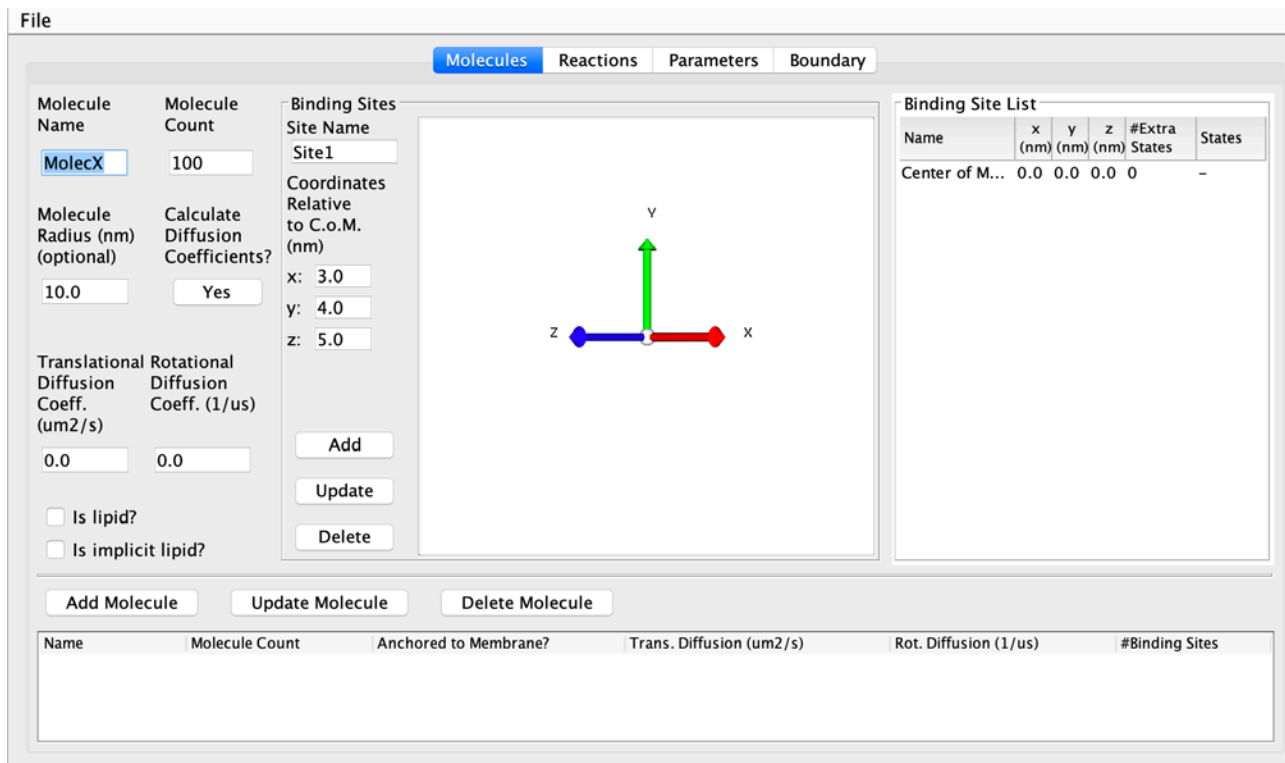 File
Molecules Reactions Parameters Boundary
Molecule
Name
Molecule
Count
MolecX
100
Molecule
Radius (nm)
(optional)
Calculate
Diffusion
Coefficients?
10.0
Yes
Translational
Diffusion
Coeff.
(um2/s)
Rotational
Diffusion
Coeff. (1/us)
0.0
0.0
Is lipid?
Is implicit lipid?
Binding Sites
Site Name
Site1
Coordinates
Relative
to C.o.M.
(nm)
x: 3.0
y: 4.0
z: 5.0
Add
Update
Delete
Y
Z
X
Binding Site List
Name
x
(nm)
y
(nm)
z
(nm)
#Extra
States
States
Center of M... 0.0 0.0 0.0 0 –
Add Molecule Update Molecule Delete Molecule
Name Molecule Count Anchored to Membrane? Trans. Diffusion (um2/s) Rot. Diffusion (1/us) #Binding Sites